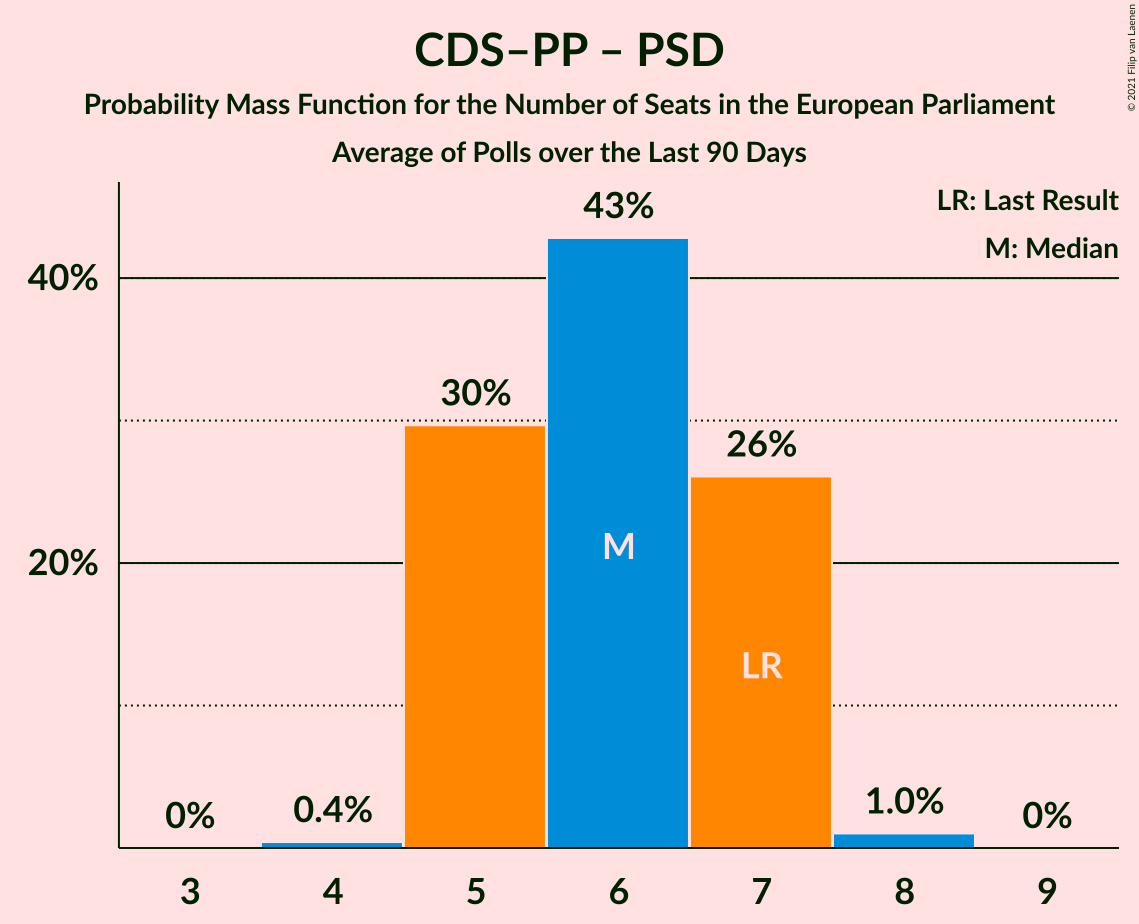 CDS–PP – PSD
Probability Mass Function for the Number of Seats in the European Parliament
Average of Polls over the Last 90 Days
© 2021 Filip van Laenen
LR: Last Result
M: Median
43%
40%
30%
26%
M
20%
LR
0%
0.4%
1.0%
0%
3 4 5 6 7 8 9